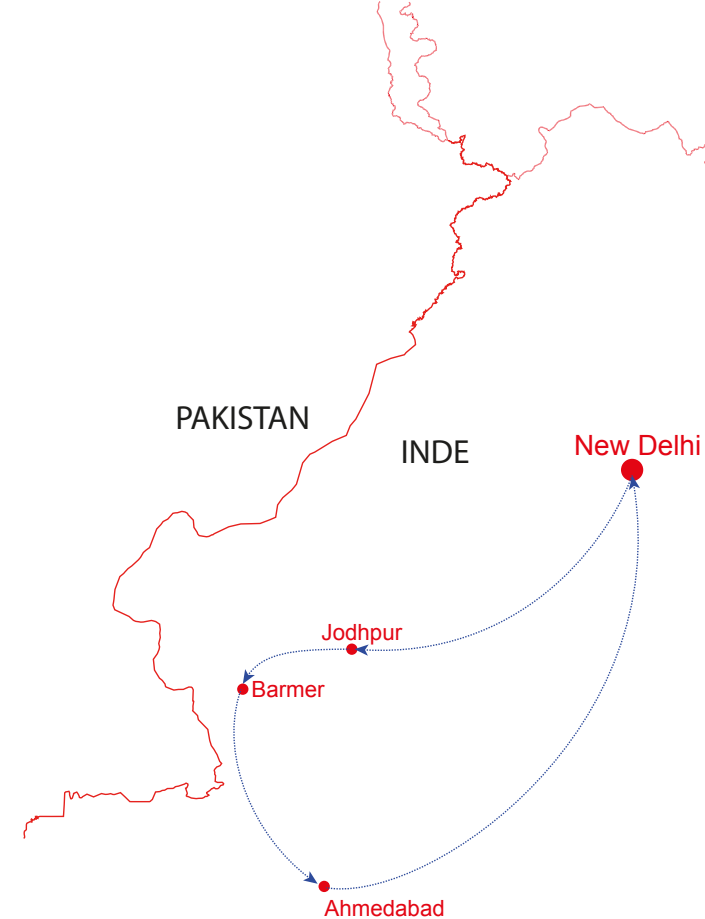 PAKISTAN
INDE
New Delhi
Jodhpur
Barmer
Ahmedabad